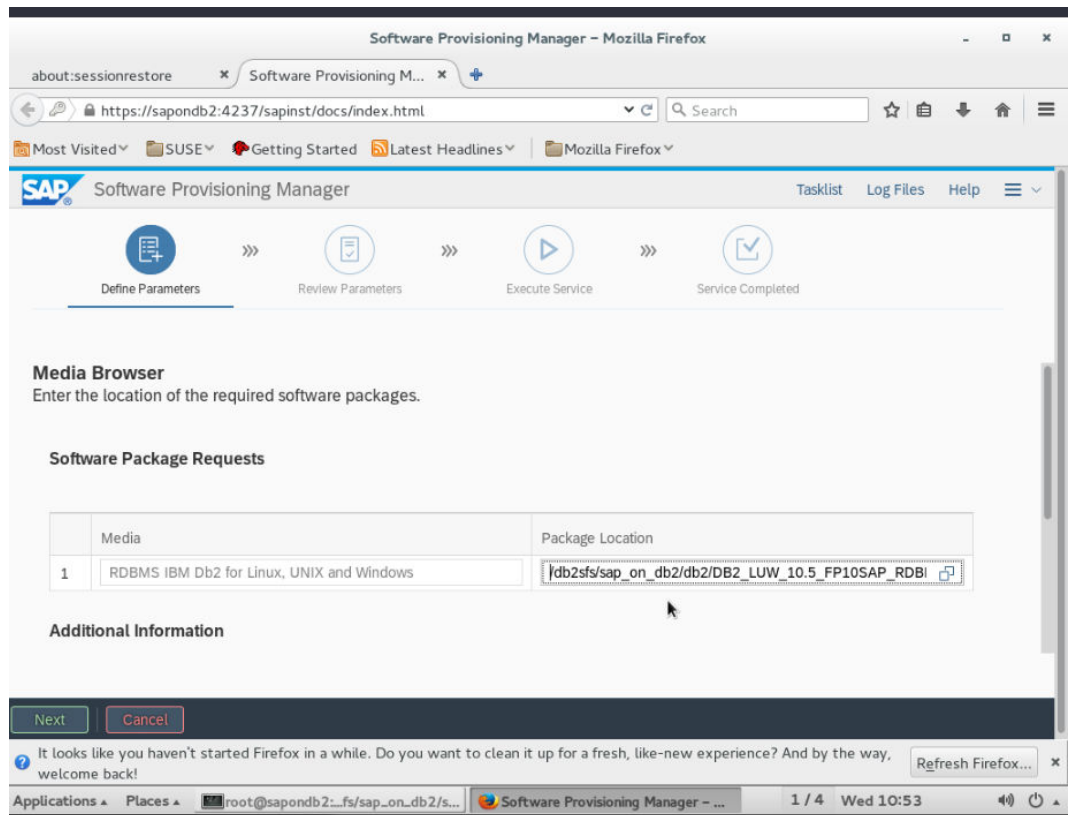 Software Provisioning Manager – Mozilla Firefox
about:sessionrestore
Software Provisioning M...
https://sapondb2:4237/sapinst/docs/index.html
Search
Most Visited
SUSE
Getting Started
Latest Headlines
Mozilla Firefox
SAP
Software Provisioning Manager
Tasklist
Log Files
Help
Define Parameters
Review Parameters
Execute Service
Service Completed
Media Browser
Enter the location of the required software packages.
Software Package Requests
Media
Package Location
1
RDBMS IBM Db2 for Linux, UNIX and Windows
/db2sfs/sap_on_db2/db2/DB2_LUW_10.5_FP10SAP_RDBI
Additional Information
Next
Cancel
It looks like you haven't started Firefox in a while. Do you want to clean it up for a fresh, like-new experience? And by the way,
welcome back!
Refresh Firefox...
Applications
Places
root@sapondb2:_fs/sap_on_db2/s...
Software Provisioning Manager – ...
1 / 4
Wed 10:53